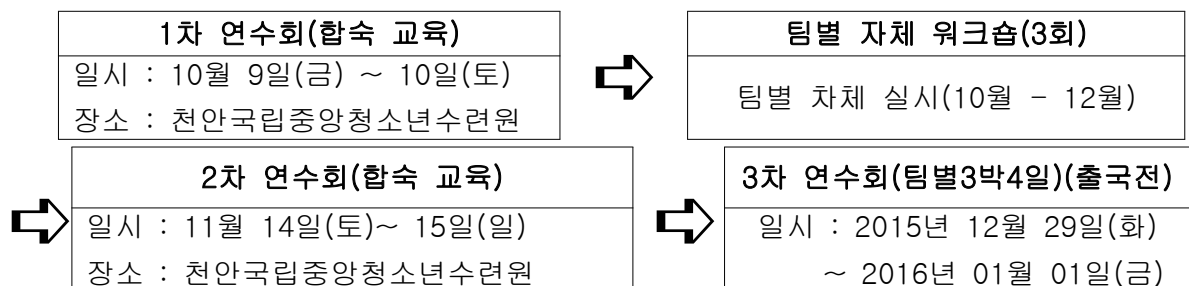 1차 연수회(합숙 교육)
일시 : 10월 9일(금) ~ 10일(토)
장소 : 천안국립중앙청소년수련원
팀별 자체 워크숍(3회)
팀별 차체 실시(10월 - 12월)
2차 연수회(합숙 교육)
일시 : 11월 14일(토)~ 15일(일)
장소 : 천안국립중앙청소년수련원
3차 연수회(팀별3박4일)(출국전)
일시 : 2015년 12월 29일(화)
~ 2016년 01월 01일(금)